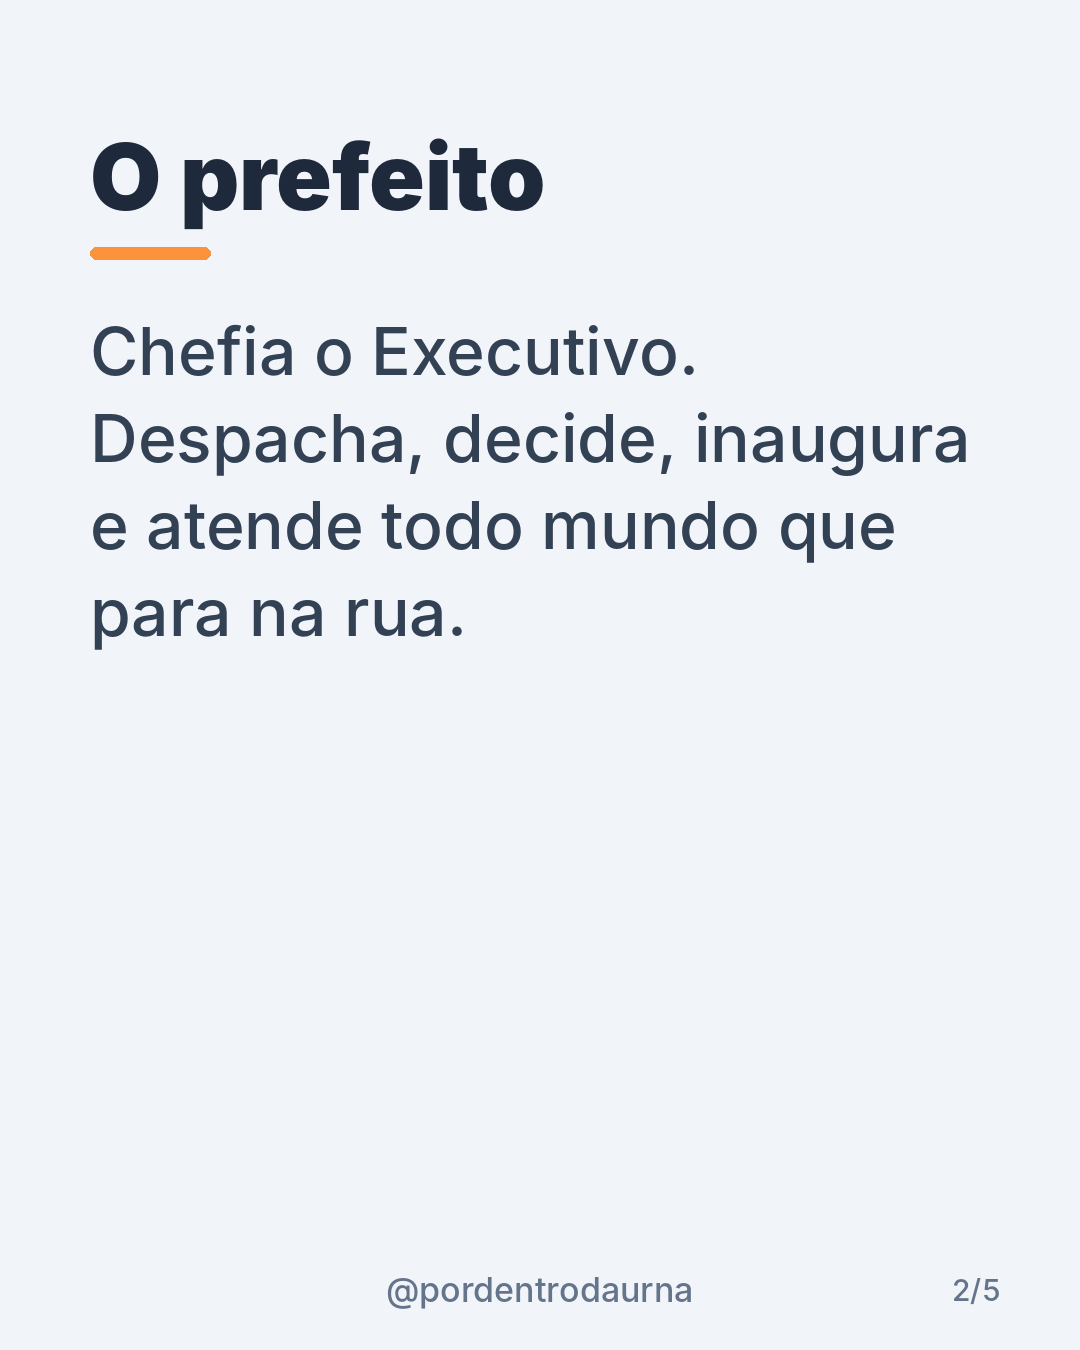 O prefeito
Chefia o Executivo.
Despacha, decide, inaugura
e atende todo mundo que
para na rua.
@pordentrodaurna
2/5